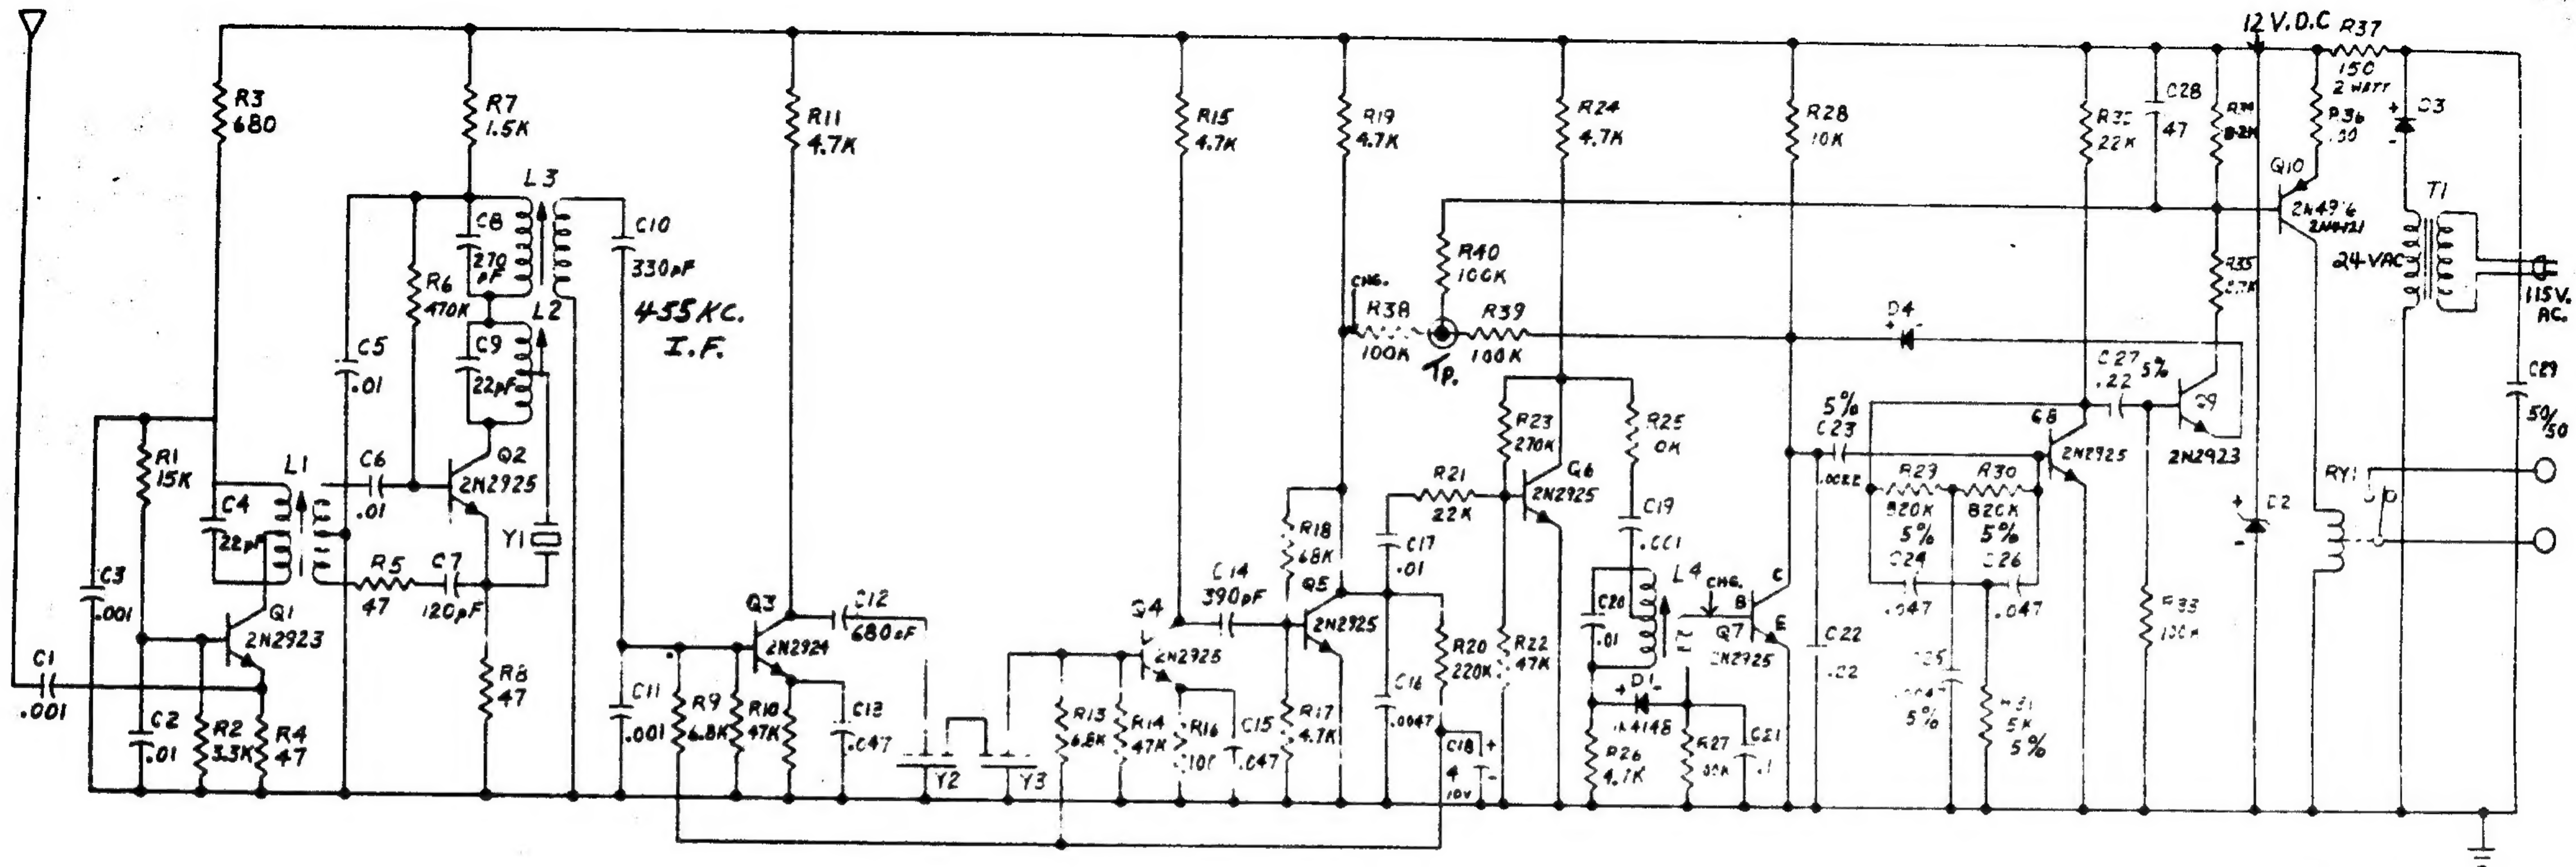 12 V.D.C
R37
150
2 WATT
R3
680
R7
1.5K
R11
4.7K
R15
4.7K
R19
4.7K
R24
4.7K
R28
10K
22K
C28
47
R36
D3
Q10
T1
24 VAC
115V.
AC.
L3
C8
270
pF
C10
330pF
R6
470K
L2
455KC.
I.F.
C9
22pF
C5
.01
R40
100K
CHG.
R38
100K
R39
100K
TP.
D4
C27
.22
5%
Q9
2N2923
C29
50/50
R1
15K
L1
C6
.01
Q2
2N2925
C4
22pF
Y1
R5
47
C7
120pF
C3
.001
Q1
2N2923
R23
270K
R25
R21
22K
Q6
2N2925
5%
C23
Q8
2N2925
R29
820K
5%
R30
820K
5%
RY1
D2
R18
68K
C17
.01
C19
.001
C24
.047
C26
.047
C14
390pF
Q5
2N2925
Q3
2N2924
C12
680pF
Q4
2N2925
C20
.01
L4
CHG.
B
C
E
Q7
2N2925
C22
.22
R33
100K
C1
.001
C2
.01
R2
3.3K
R4
47
R8
47
C11
.001
R9
6.8K
R10
47K
.047
Y2
Y3
R13
6.8K
R14
47K
R16
C15
.047
R17
4.7K
C16
.0047
R20
220K
R22
47K
C18
4
10V
D1
R26
4.7K
R27
C21
.1
5%
R31
5K
5%